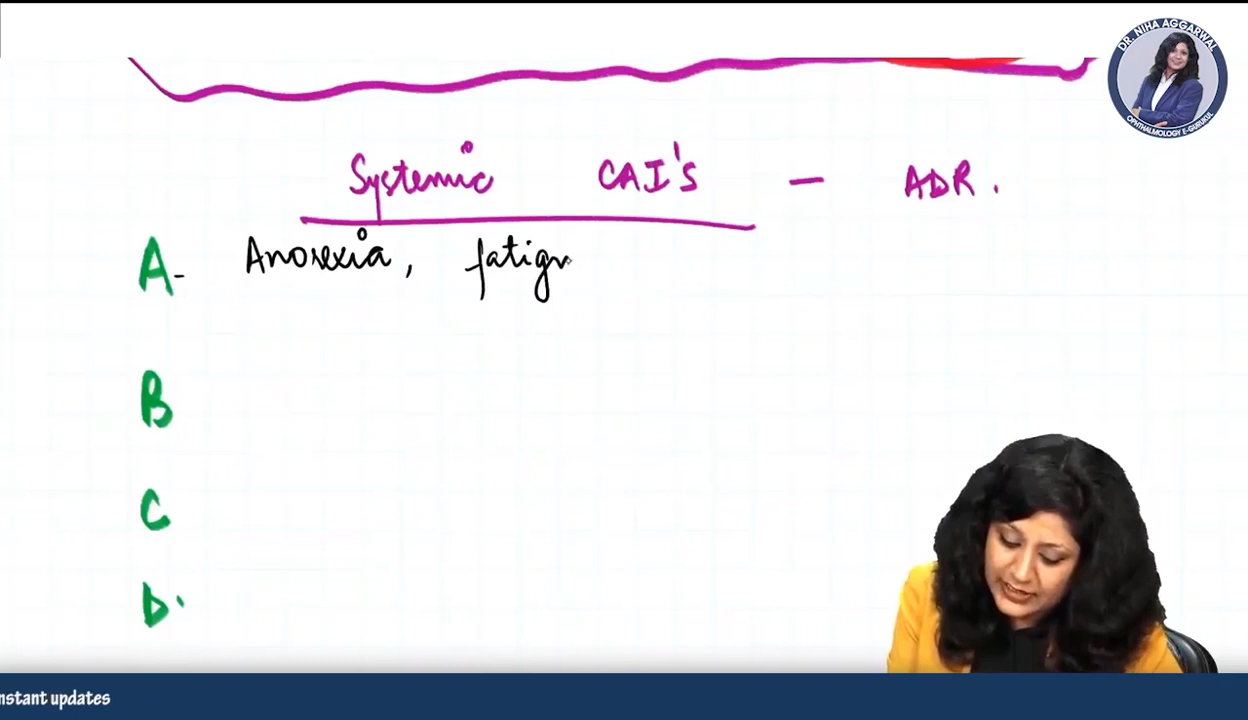 DR. NIHA AGGARWAL
OPHTHALMOLOGY E-GURUKUL
Systemic CAI's - ADR.
A- Anorexia, fatigu
B
C
D.
nstant updates